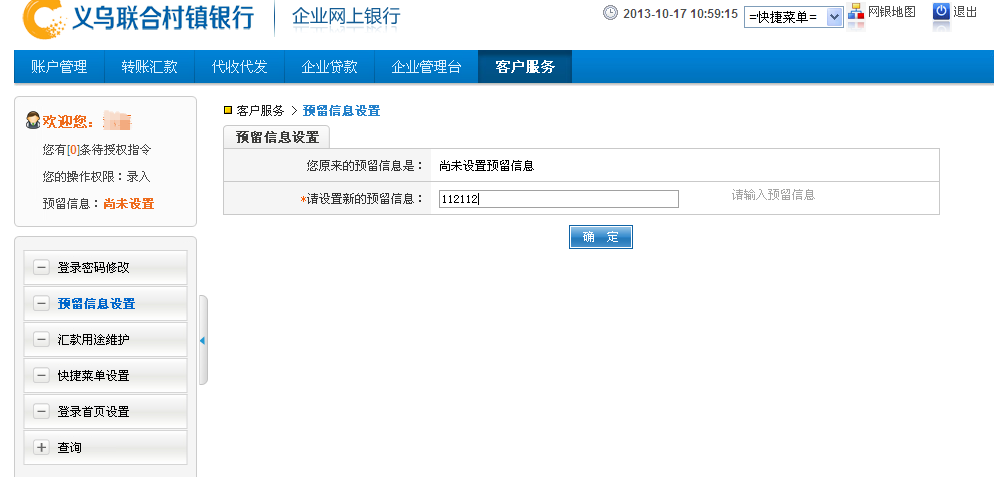 义乌联合村镇银行 企业网上银行 2013-10-17 10:59:15 =快捷菜单= 网银地图 退出
账户管理 转账汇款 代收代发 企业贷款 企业管理台 客户服务
欢迎您：
您有[0]条待授权指令
您的操作权限：录入
预留信息：尚未设置
登录密码修改
预留信息设置
汇款用途维护
快捷菜单设置
登录首页设置
查询
客户服务 > 预留信息设置
预留信息设置
您原来的预留信息是： 尚未设置预留信息
*请设置新的预留信息： 112112 请输入预留信息
确 定